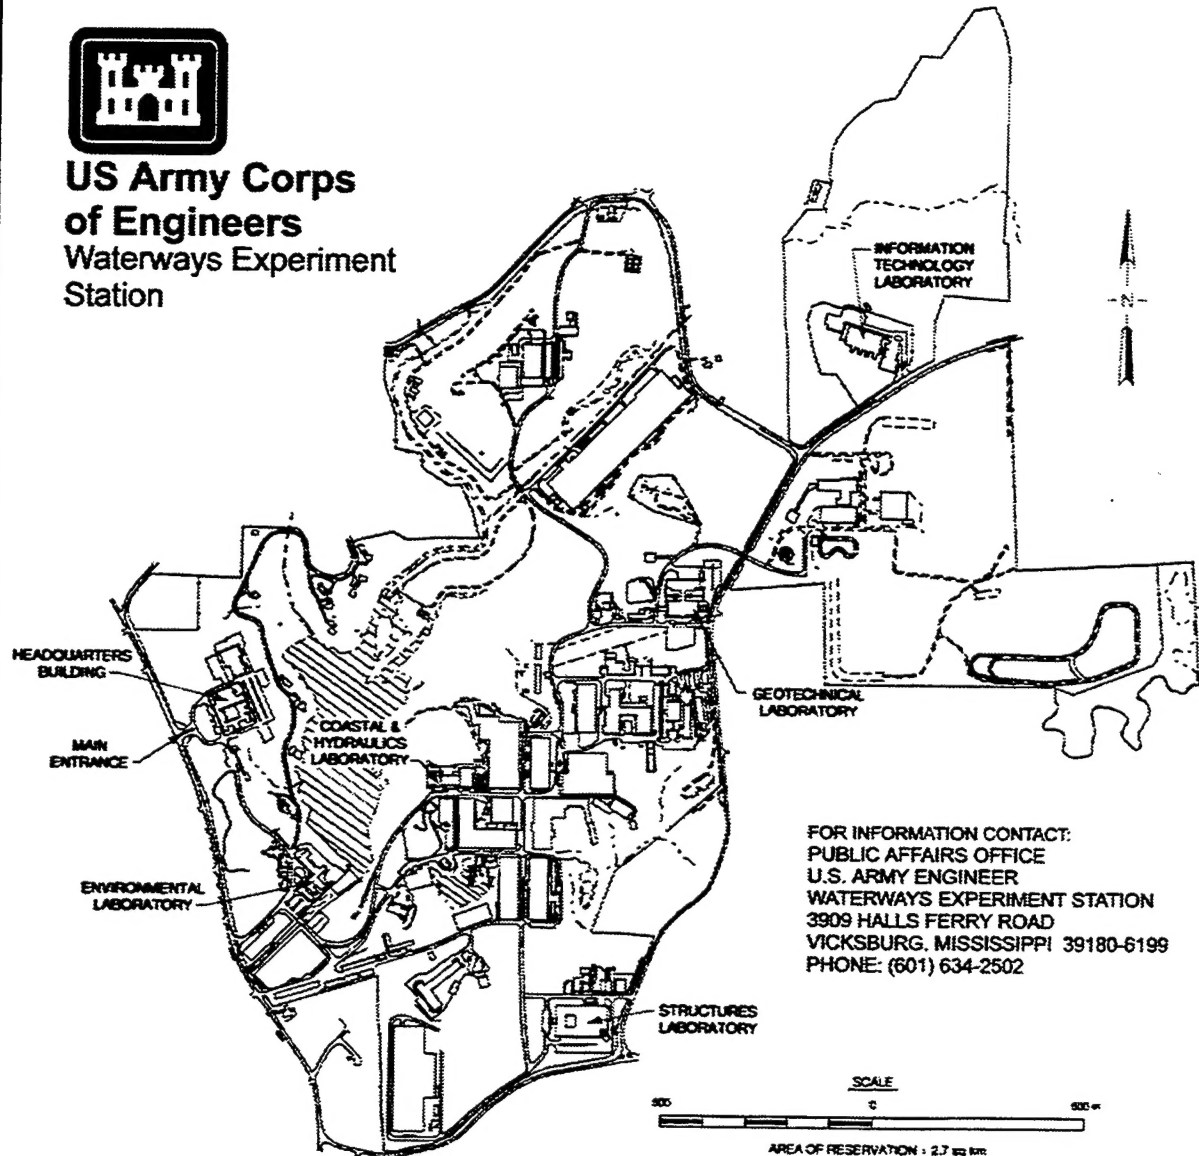 US Army Corps
of Engineers
Waterways Experiment
Station
INFORMATION
TECHNOLOGY
LABORATORY
N
HEADQUARTERS
BUILDING
MAIN
ENTRANCE
COASTAL &
HYDRAULICS
LABORATORY
GEOTECHNICAL
LABORATORY
ENVIRONMENTAL
LABORATORY
FOR INFORMATION CONTACT:
PUBLIC AFFAIRS OFFICE
U.S. ARMY ENGINEER
WATERWAYS EXPERIMENT STATION
3909 HALLS FERRY ROAD
VICKSBURG, MISSISSIPPI 39180-6199
PHONE: (601) 634-2502
STRUCTURES
LABORATORY
SCALE
500 0 500 m
AREA OF RESERVATION : 2.7 sq km